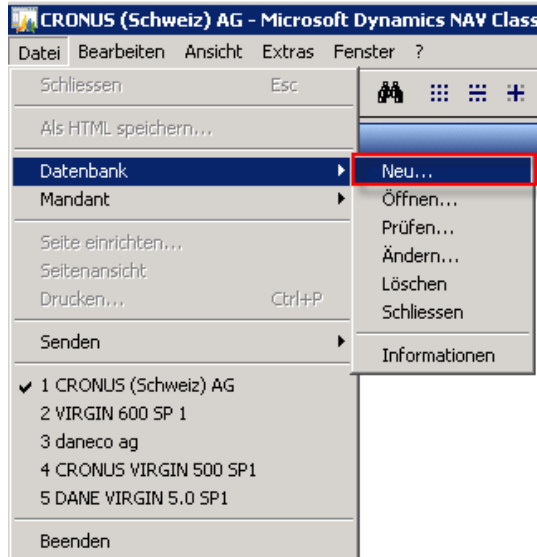 CRONUS (Schweiz) AG - Microsoft Dynamics NAV Class
Datei Bearbeiten Ansicht Extras Fenster ?
Schliessen Esc
Als HTML speichern...
Datenbank
Mandant
Seite einrichten...
Seitenansicht
Drucken... Ctrl+P
Senden
1 CRONUS (Schweiz) AG
2 VIRGIN 600 SP 1
3 daneco ag
4 CRONUS VIRGIN 500 SP1
5 DANE VIRGIN 5.0 SP1
Beenden
Neu...
Öffnen...
Prüfen...
Ändern...
Löschen
Schliessen
Informationen